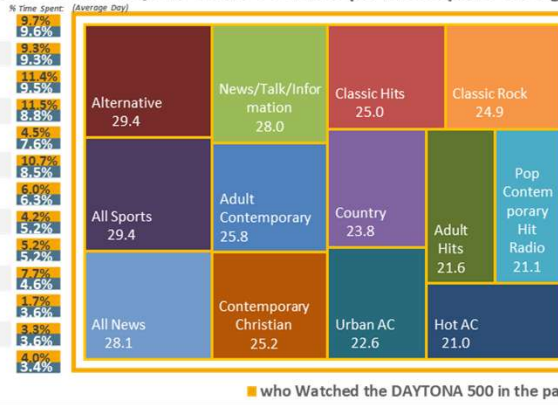 % Time Spent: (Average Day)
9.7%
9.6%
9.3%
9.3%
11.4%
9.5%
11.5%
8.8%
4.5%
7.6%
10.7%
8.5%
6.0%
6.3%
4.2%
5.2%
5.2%
5.2%
7.7%
4.6%
1.7%
3.6%
3.3%
3.6%
4.0%
3.4%
Alternative
29.4
News/Talk/Infor
mation
28.0
Classic Hits
25.0
Classic Rock
24.9
All Sports
29.4
Adult
Contemporary
25.8
Country
23.8
Adult
Hits
21.6
Pop
Contem
porary
Hit
Radio
21.1
All News
28.1
Contemporary
Christian
25.2
Urban AC
22.6
Hot AC
21.0
who Watched the DAYTONA 500 in the pa